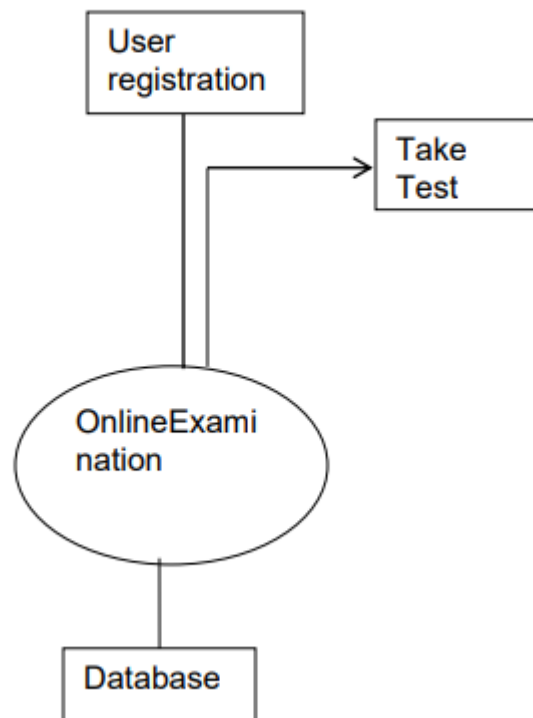 User
registration
Take
Test
OnlineExami
nation
Database